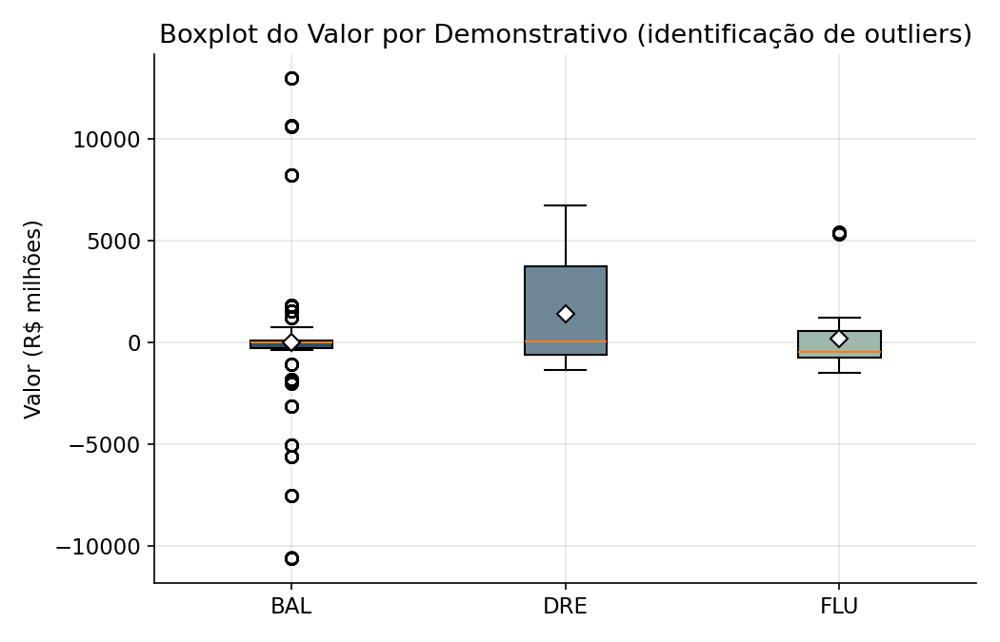 Boxplot do Valor por Demonstrativo (identificação de outliers)
Valor (R$ milhões)
10000
5000
0
−5000
−10000
BAL DRE FLU